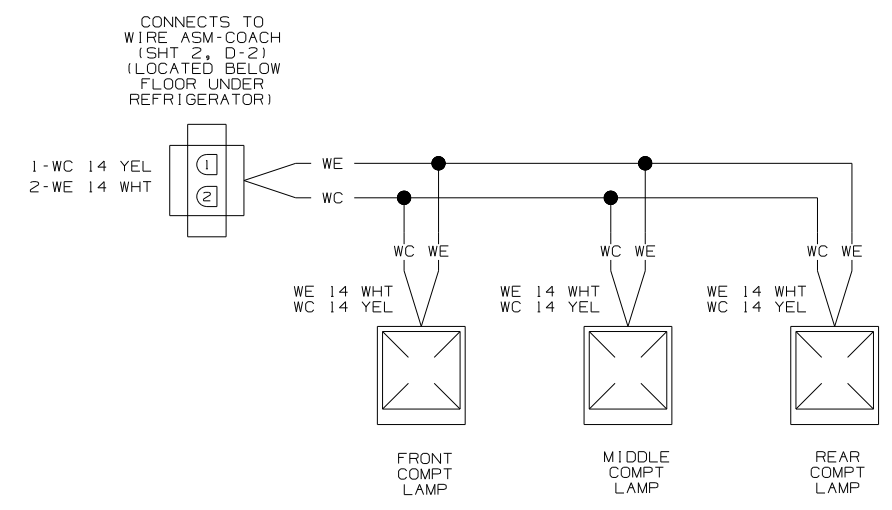 CONNECTS TO
WIRE ASM-COACH
(SHT 2, D-2)
(LOCATED BELOW
FLOOR UNDER
REFRIGERATOR)
1-WC 14 YEL
2-WE 14 WHT
1
2
WE
WC
WC WE
WC WE
WC WE
WE 14 WHT
WC 14 YEL
WE 14 WHT
WC 14 YEL
WE 14 WHT
WC 14 YEL
FRONT
COMPT
LAMP
MIDDLE
COMPT
LAMP
REAR
COMPT
LAMP